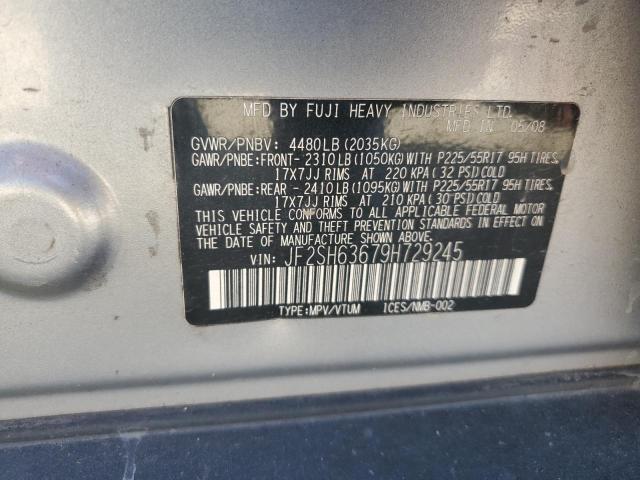 MFD BY FUJI HEAVY INDUSTRIES LTD.
MFD IN 05/08
GVWR/PNBV: 4480LB (2035KG)
GAWR/PNBE:FRONT- 2310LB(1050KG)WITH P225/55R17 95H TIRES,
17X7JJ RIMS AT 220 KPA(32 PSI)COLD
GAWR/PNBE:REAR - 2410LB(1095KG)WITH P225/55R17 95H TIRES,
17X7JJ RIMS AT 210 KPA(30 PSI)COLD
THIS VEHICLE CONFORMS TO ALL APPLICABLE FEDERAL MOTOR
VEHICLE SAFETY AND BUMPER STANDARDS IN EFFECT ON
THE DATE OF MANUFACTURE SHOWN ABOVE.
VIN: JF2SH63679H729245
TYPE:MPV/VTUM ICES/NMB-002